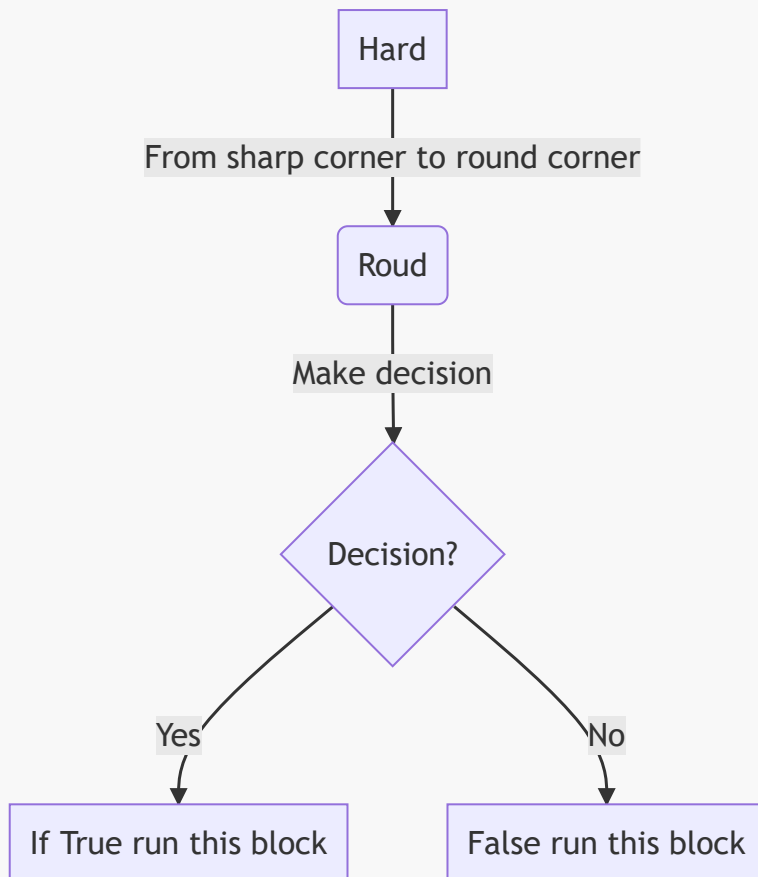 Hard
From sharp corner to round corner
Roud
Make decision
Decision?
Yes
No
If True run this block
False run this block